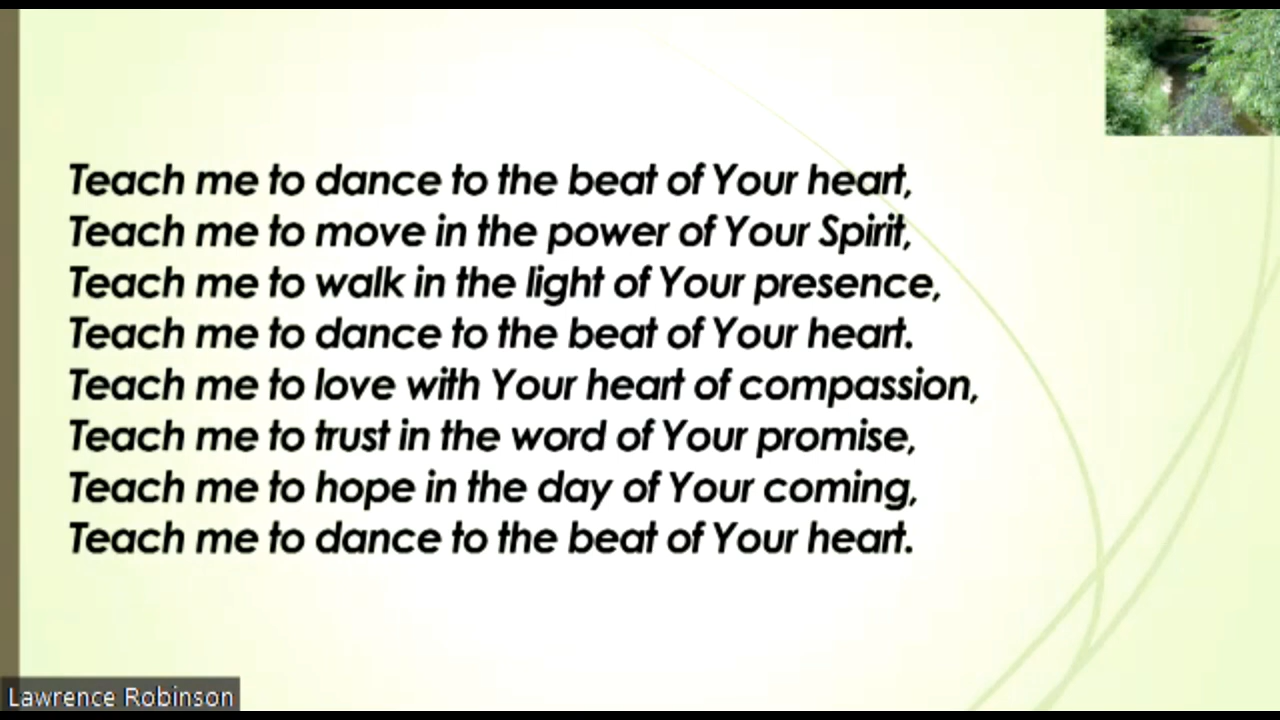 Teach me to dance to the beat of Your heart,
Teach me to move in the power of Your Spirit,
Teach me to walk in the light of Your presence,
Teach me to dance to the beat of Your heart.
Teach me to love with Your heart of compassion,
Teach me to trust in the word of Your promise,
Teach me to hope in the day of Your coming,
Teach me to dance to the beat of Your heart.
Lawrence Robinson